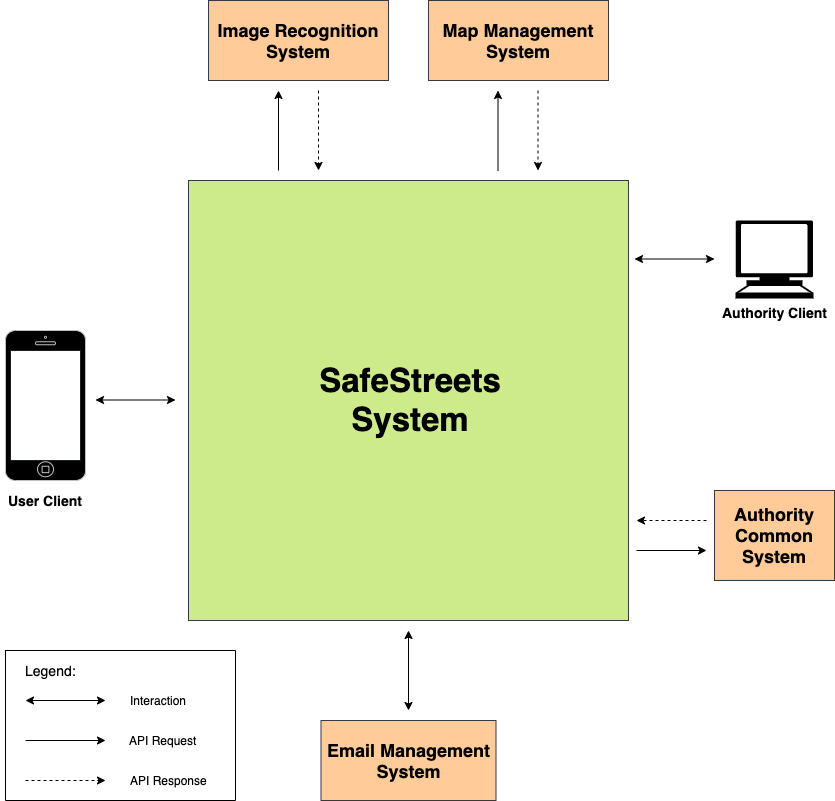 Image Recognition
System
Map Management
System
Authority Client
SafeStreets
System
User Client
Authority
Common
System
Legend:
Interaction
API Request
API Response
Email Management
System